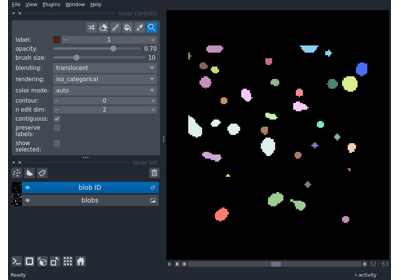 File View Plugins Window Help
layer controls
label: 1
opacity: 0.70
brush size: 10
blending: translucent
rendering: iso_categorical
color mode: auto
contour: 0
n edit dim: 2
contiguous:
preserve
labels:
show
selected:
layer list
blob ID
blobs
32 63
Ready
activity